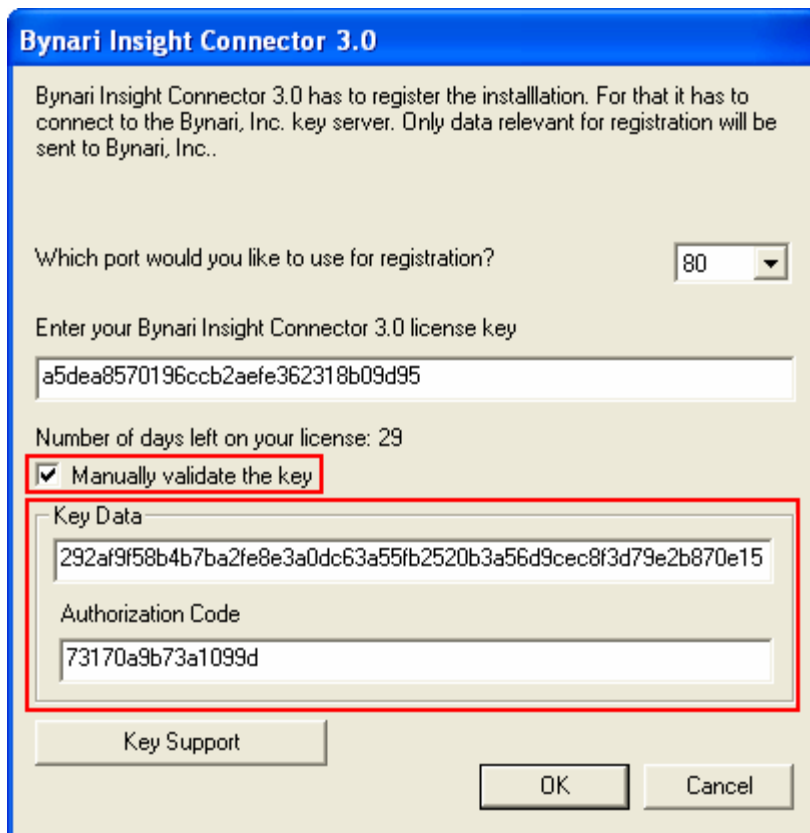 Bynari Insight Connector 3.0
Bynari Insight Connector 3.0 has to register the installlation. For that it has to
connect to the Bynari, Inc. key server. Only data relevant for registration will be
sent to Bynari, Inc..
Which port would you like to use for registration?
80
Enter your Bynari Insight Connector 3.0 license key
a5dea8570196ccb2aefe362318b09d95
Number of days left on your license: 29
Manually validate the key
Key Data
292af9f58b4b7ba2fe8e3a0dc63a55fb2520b3a56d9cec8f3d79e2b870e15
Authorization Code
73170a9b73a1099d
Key Support
OK
Cancel